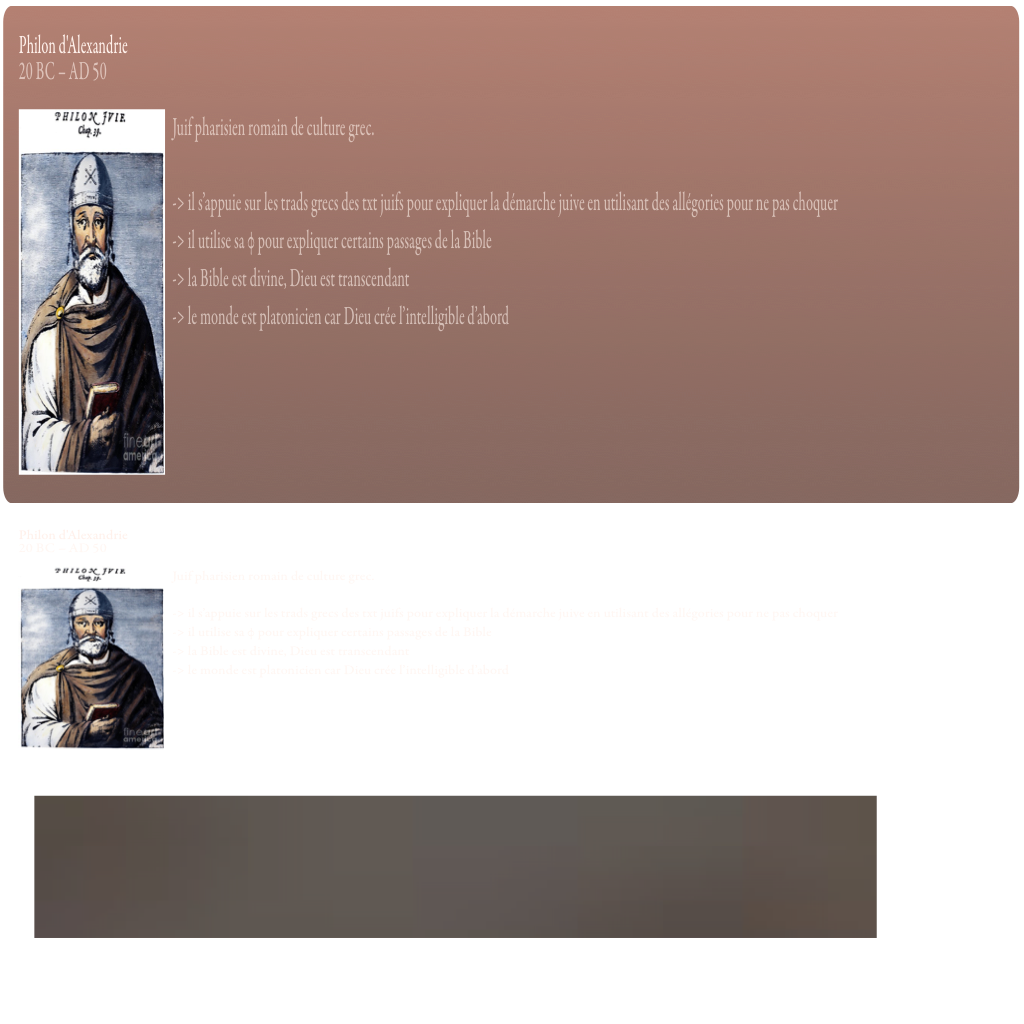 Philon d'Alexandrie
20 BC – AD 50
PHILON JVIF
Chap. 37.
Juif pharisien romain de culture grec.
-> il s’appuie sur les trads grecs des txt juifs pour expliquer la démarche juive en utilisant des allégories pour ne pas choquer
-> il utilise sa ϕ pour expliquer certains passages de la Bible
-> la Bible est divine, Dieu est transcendant
-> le monde est platonicien car Dieu crée l’intelligible d’abord
fine art
america
Philon d'Alexandrie
20 BC – AD 50
PHILON JVIF
Chap. 37.
Juif pharisien romain de culture grec.
-> il s’appuie sur les trads grecs des txt juifs pour expliquer la démarche juive en utilisant des allégories pour ne pas choquer
-> il utilise sa ϕ pour expliquer certains passages de la Bible
-> la Bible est divine, Dieu est transcendant
-> le monde est platonicien car Dieu crée l’intelligible d’abord
fine art
america